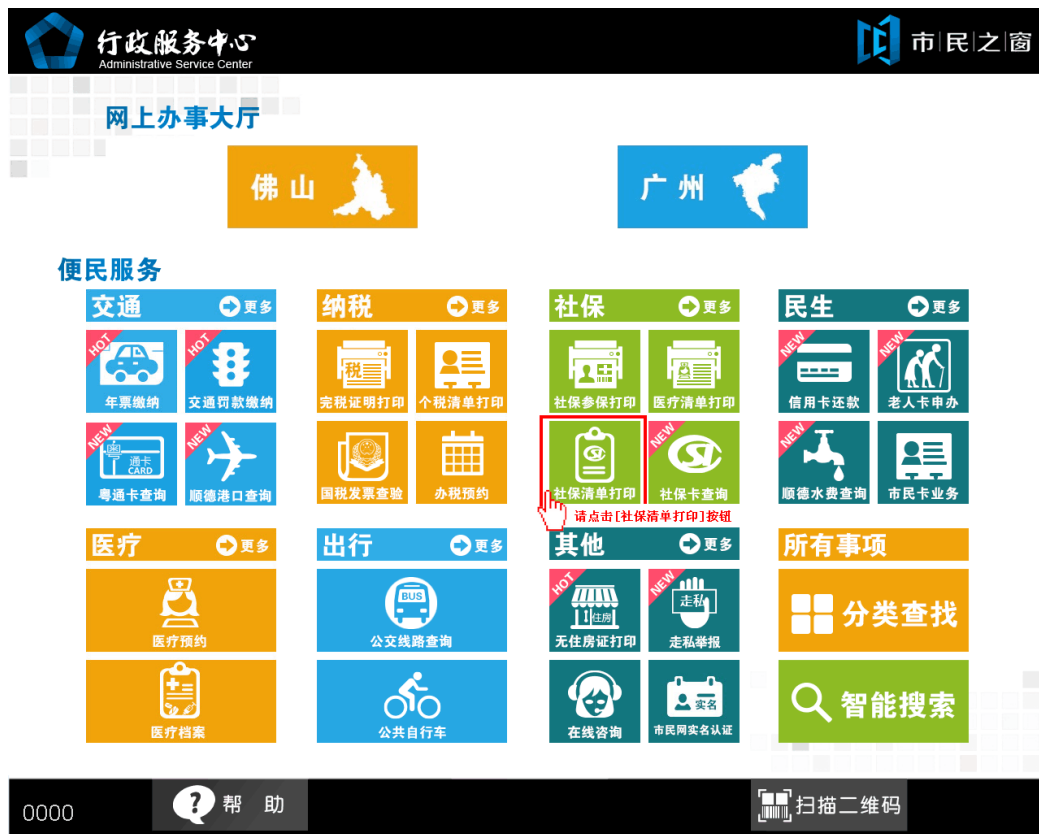 行政服务中心
Administrative Service Center
市民之窗
网上办事大厅
佛山
广州
便民服务
交通 更多
纳税 更多
社保 更多
民生 更多
HOT 年票缴纳
HOT 交通罚款缴纳
税 完税证明打印
个税清单打印
社保参保打印
医疗清单打印
NEW 信用卡还款
NEW 老人卡申办
NEW 通卡 CARD 粤通卡查询
NEW 顺德港口查询
国税发票查验
办税预约
社保清单打印
NEW 社保卡查询
NEW 顺德水费查询
市民卡业务
请点击[社保清单打印]按钮
医疗 更多
出行 更多
其他 更多
所有事项
医疗预约
BUS 公交线路查询
HOT 住房 无住房证打印
NEW 走私 走私举报
分类查找
医疗档案
公共自行车
在线咨询
实名 市民网实名认证
智能搜索
0000
? 帮 助
扫描二维码